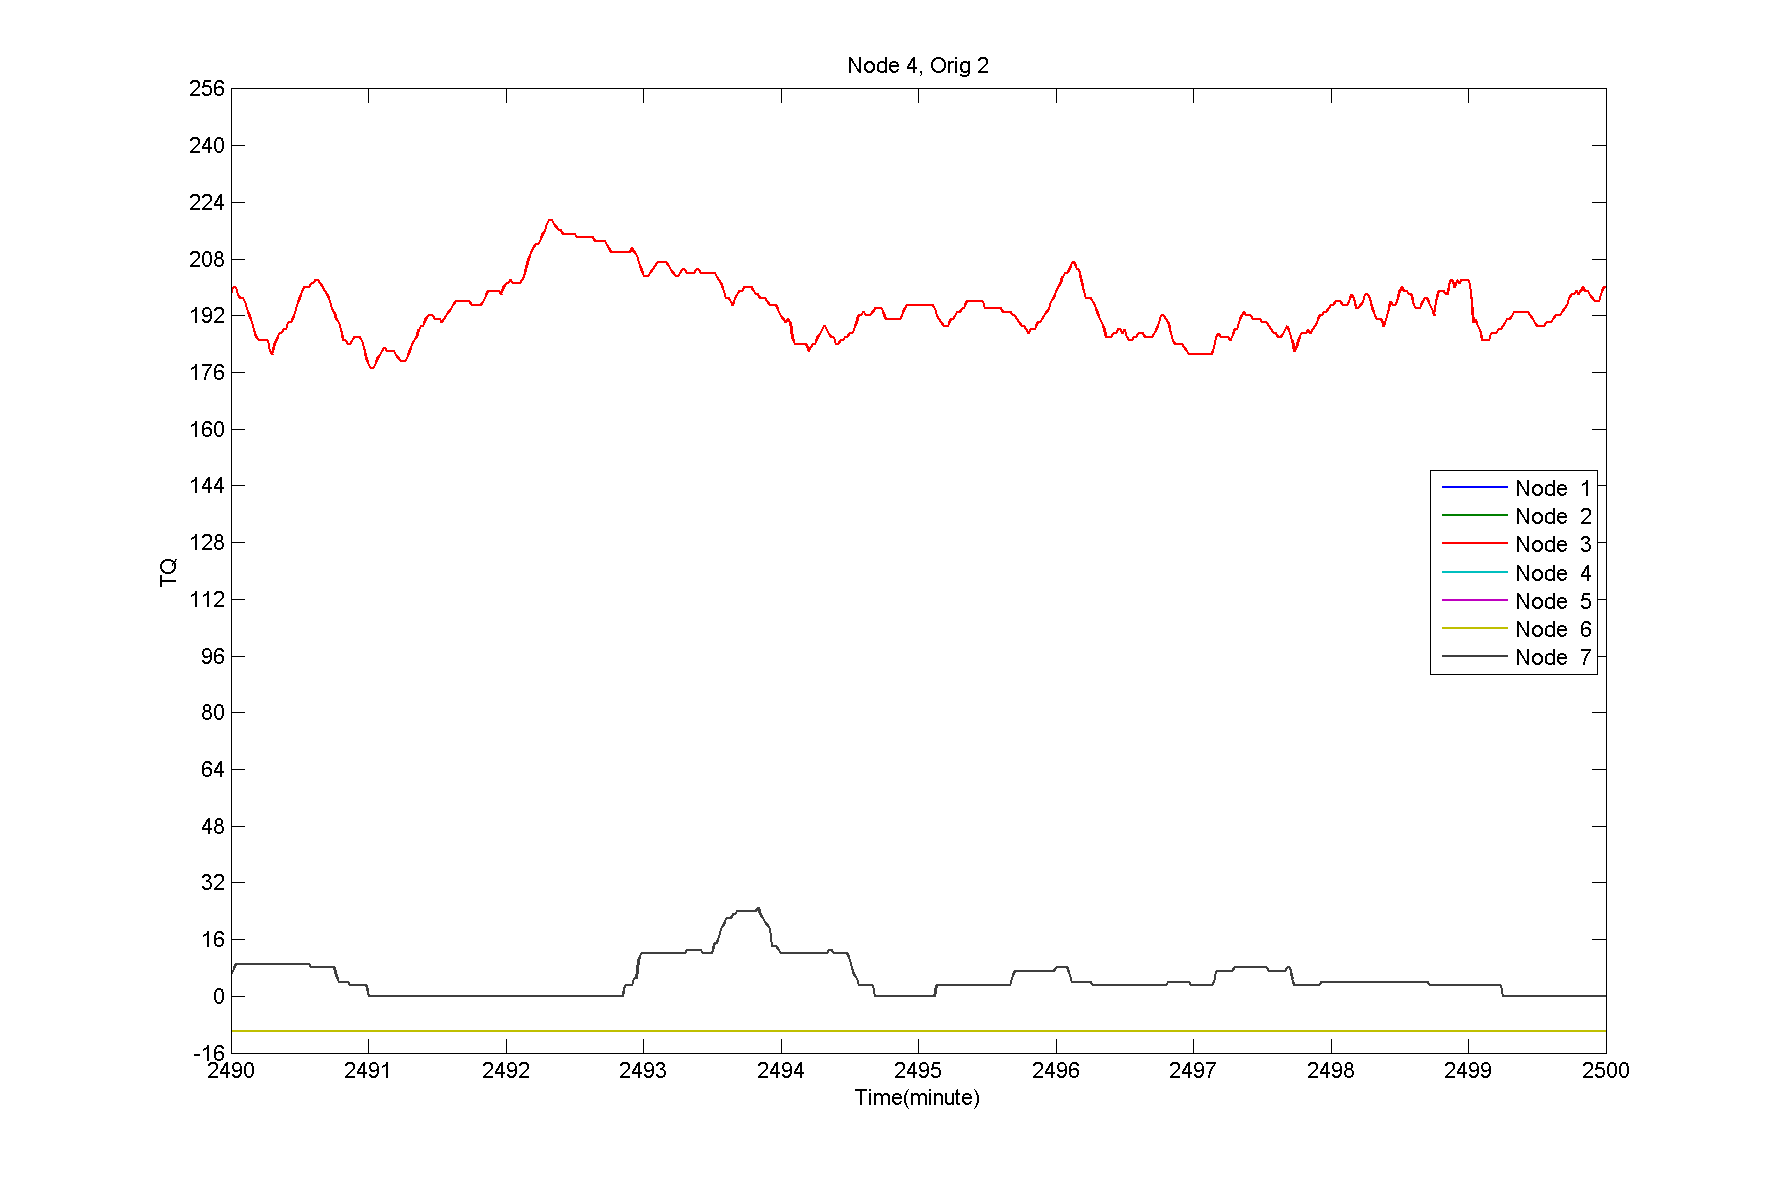 Node 4, Orig 2
256
240
224
208
192
176
160
144
128
112
96
80
64
48
32
16
0
-16
TQ
Node 1
Node 2
Node 3
Node 4
Node 5
Node 6
Node 7
2490 2491 2492 2493 2494 2495 2496 2497 2498 2499 2500
Time(minute)